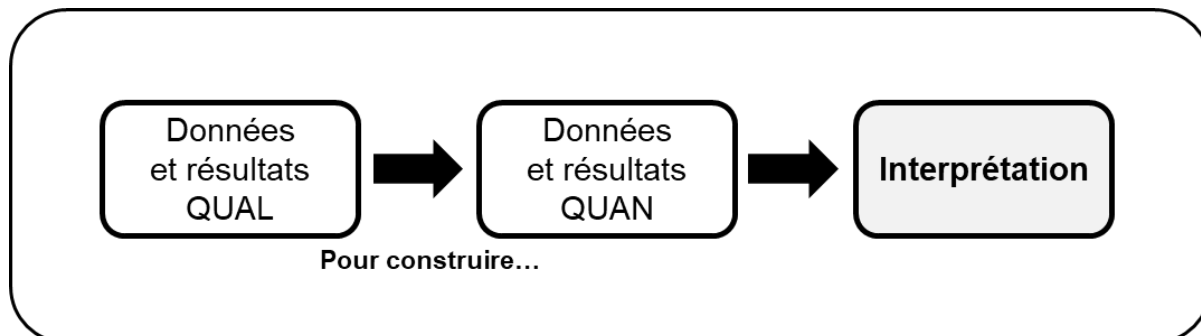 Données
et résultats
QUAL
Données
et résultats
QUAN
Interprétation
Pour construire…